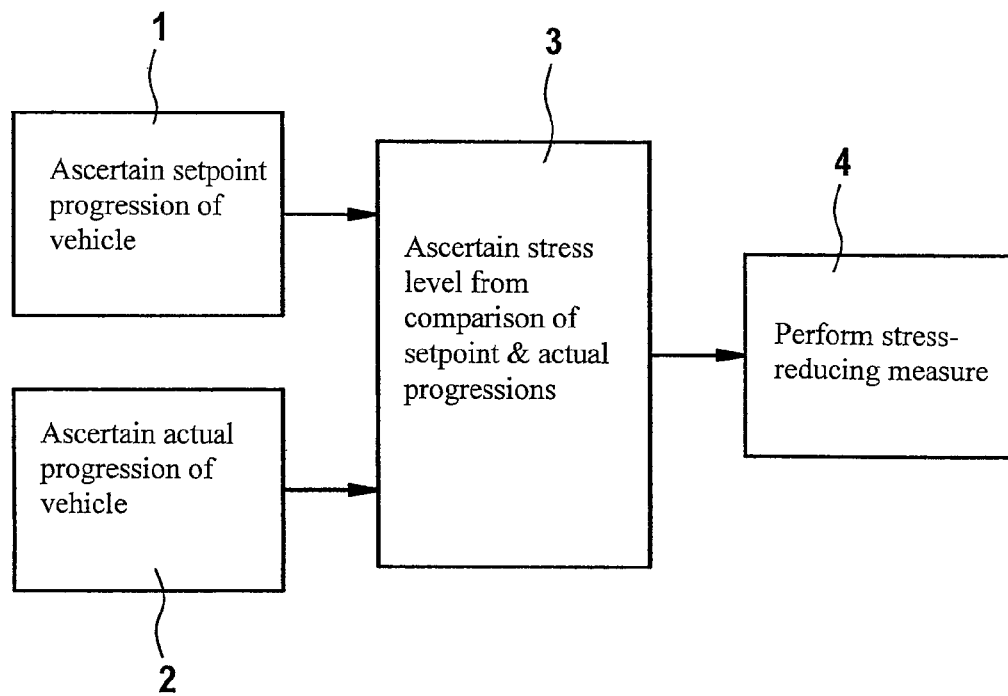 1
Ascertain setpoint
progression of
vehicle
2
Ascertain actual
progression of
vehicle
3
Ascertain stress
level from
comparison of
setpoint & actual
progressions
4
Perform stress-
reducing measure